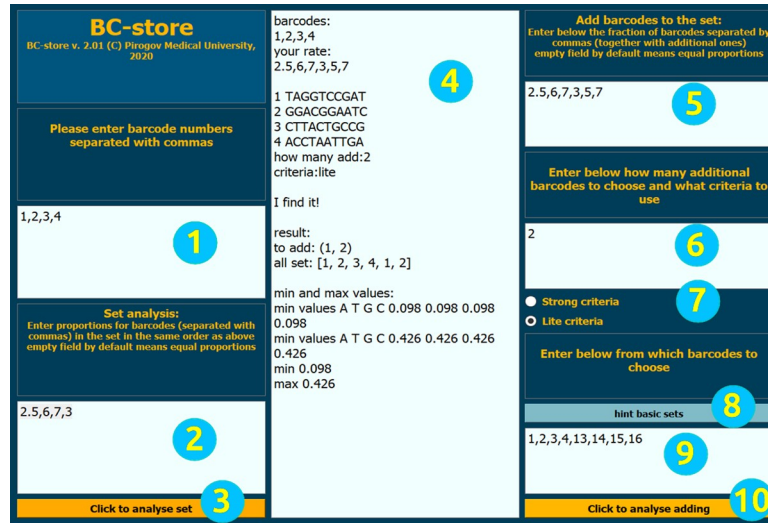 BC-store
BC-store v. 2.01 (C) Pirogov Medical University,
2020
Please enter barcode numbers
separated with commas
1,2,3,4
1
Set analysis:
Enter proportions for barcodes (separated with
commas) in the set in the same order as above
empty field by default means equal proportions
2.5,6,7,3
2
Click to analyse set
3
barcodes:
1,2,3,4
your rate:
2.5,6,7,3,5,7
4
1 TAGGTCCGAT
2 GGACGGAATC
3 CTTACTGCCG
4 ACCTAATTGA
how many add:2
criteria:lite
I find it!
result:
to add: (1, 2)
all set: [1, 2, 3, 4, 1, 2]
min and max values:
min values A T G C 0.098 0.098 0.098
0.098
min values A T G C 0.426 0.426 0.426
0.426
min 0.098
max 0.426
Add barcodes to the set:
Enter below the fraction of barcodes separated by
commas (together with additional ones)
empty field by default means equal proportions
2.5,6,7,3,5,7
5
Enter below how many additional
barcodes to choose and what criteria to
use
2
6
Strong criteria
7
Lite criteria
Enter below from which barcodes to
choose
hint basic sets
8
1,2,3,4,13,14,15,16
9
Click to analyse adding
10